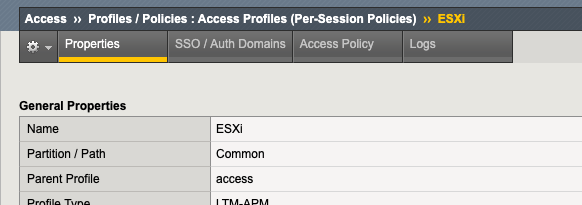 Access ›› Profiles / Policies : Access Profiles (Per-Session Policies) ›› ESXi
Properties SSO / Auth Domains Access Policy Logs
General Properties
Name ESXi
Partition / Path Common
Parent Profile access
Profile Type LTM-APM